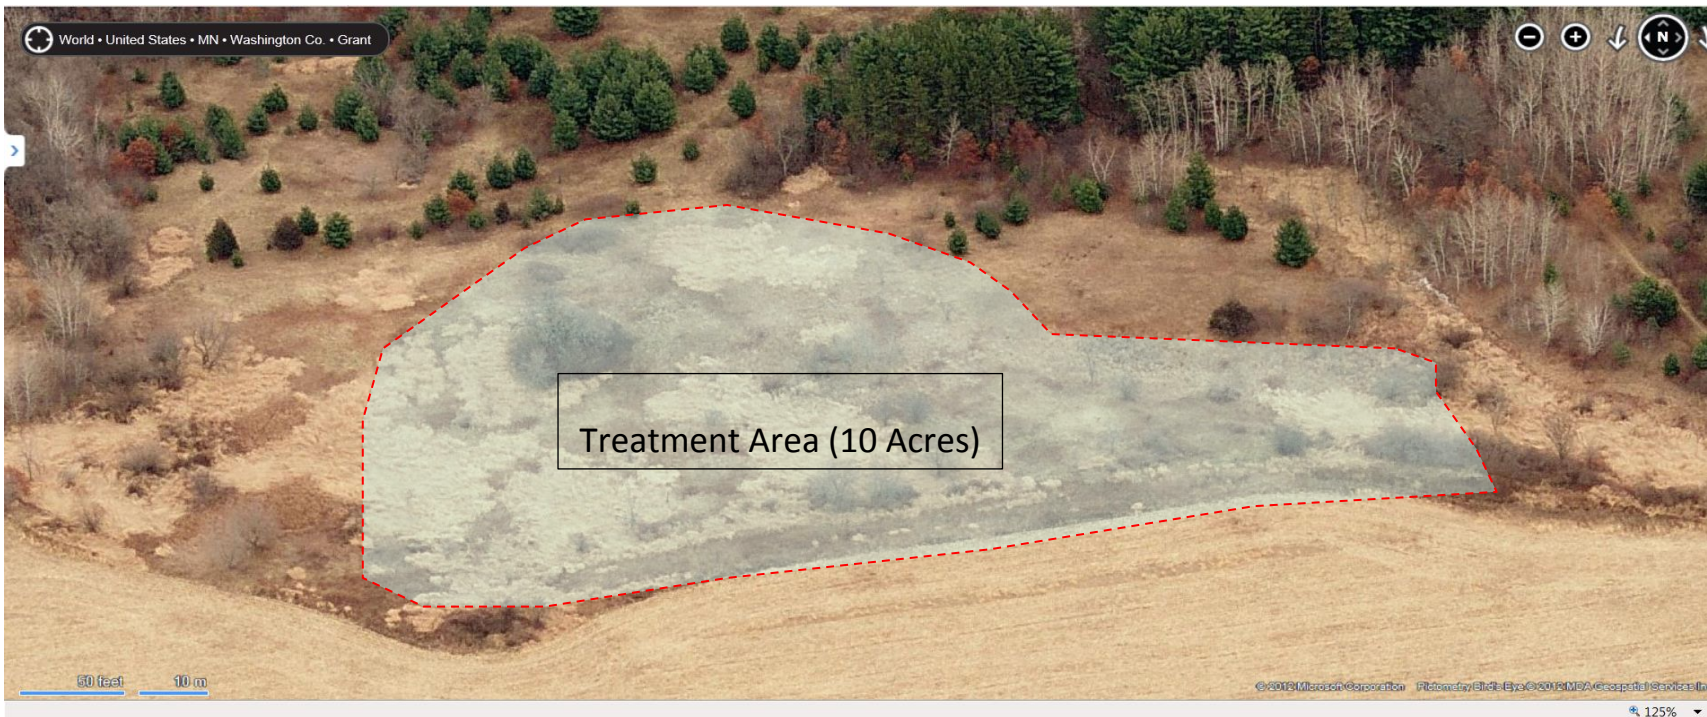 World • United States • MN • Washington Co. • Grant
N
Treatment Area (10 Acres)
50 feet 10 m
© 2012 Microsoft Corporation Pictometry Bird's Eye © 2012 MDA Geospatial Services In
125%